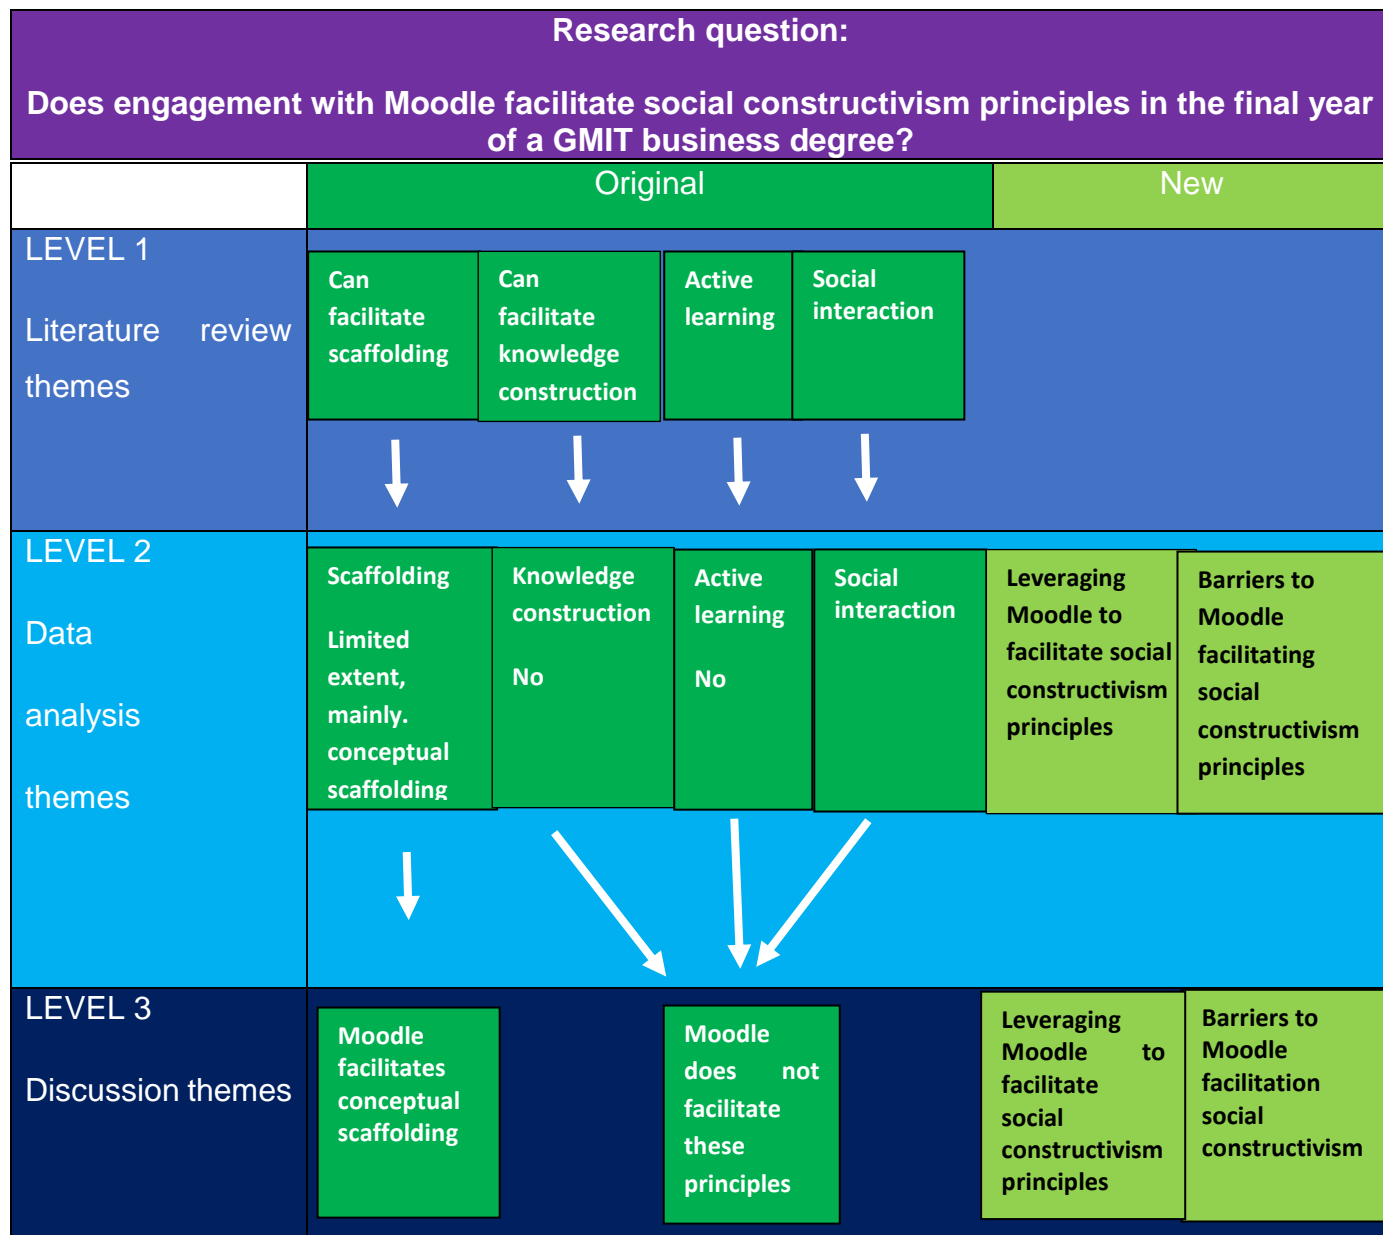 Research question:
Does engagement with Moodle facilitate social constructivism principles in the final year
of a GMIT business degree?
Original
New
LEVEL 1
Literature review
themes
Can
facilitate
scaffolding
Can
facilitate
knowledge
construction
Active
learning
Social
interaction
LEVEL 2
Data
analysis
themes
Scaffolding
Limited
extent,
mainly.
conceptual
scaffolding
Knowledge
construction
No
Active
learning
No
Social
interaction
Leveraging
Moodle to
facilitate social
constructivism
principles
Barriers to
Moodle
facilitating
social
constructivism
principles
LEVEL 3
Discussion themes
Moodle
facilitates
conceptual
scaffolding
Moodle
does not
facilitate
these
principles
Leveraging
Moodle to
facilitate
social
constructivism
principles
Barriers to
Moodle
facilitation
social
constructivism